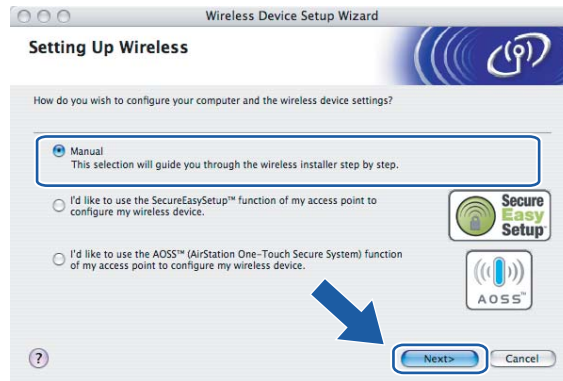 Wireless Device Setup Wizard
Setting Up Wireless
How do you wish to configure your computer and the wireless device settings?
Manual
This selection will guide you through the wireless installer step by step.
I'd like to use the SecureEasySetup™ function of my access point to
configure my wireless device.
Secure
Easy
Setup
I'd like to use the AOSS™ (AirStation One-Touch Secure System) function
of my access point to configure my wireless device.
AOSS™
?
Next>
Cancel